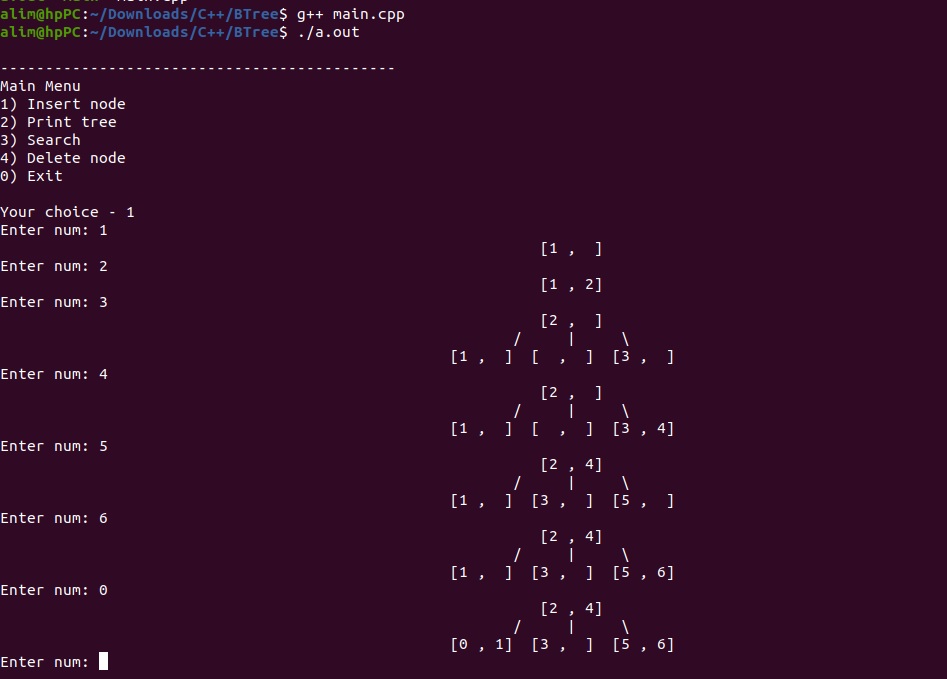 alim@hpPC:~/Downloads/C++/BTree$ g++ main.cpp
alim@hpPC:~/Downloads/C++/BTree$ ./a.out
--------------------------------------------
Main Menu
1) Insert node
2) Print tree
3) Search
4) Delete node
0) Exit
Your choice - 1
Enter num: 1
[1 ,  ]
Enter num: 2
[1 , 2]
Enter num: 3
[2 ,  ]
/     |     \
[1 ,  ]  [  ,  ]  [3 ,  ]
Enter num: 4
[2 ,  ]
/     |     \
[1 ,  ]  [  ,  ]  [3 , 4]
Enter num: 5
[2 , 4]
/     |     \
[1 ,  ]  [3 ,  ]  [5 ,  ]
Enter num: 6
[2 , 4]
/     |     \
[1 ,  ]  [3 ,  ]  [5 , 6]
Enter num: 0
[2 , 4]
/     |     \
[0 , 1]  [3 ,  ]  [5 , 6]
Enter num: